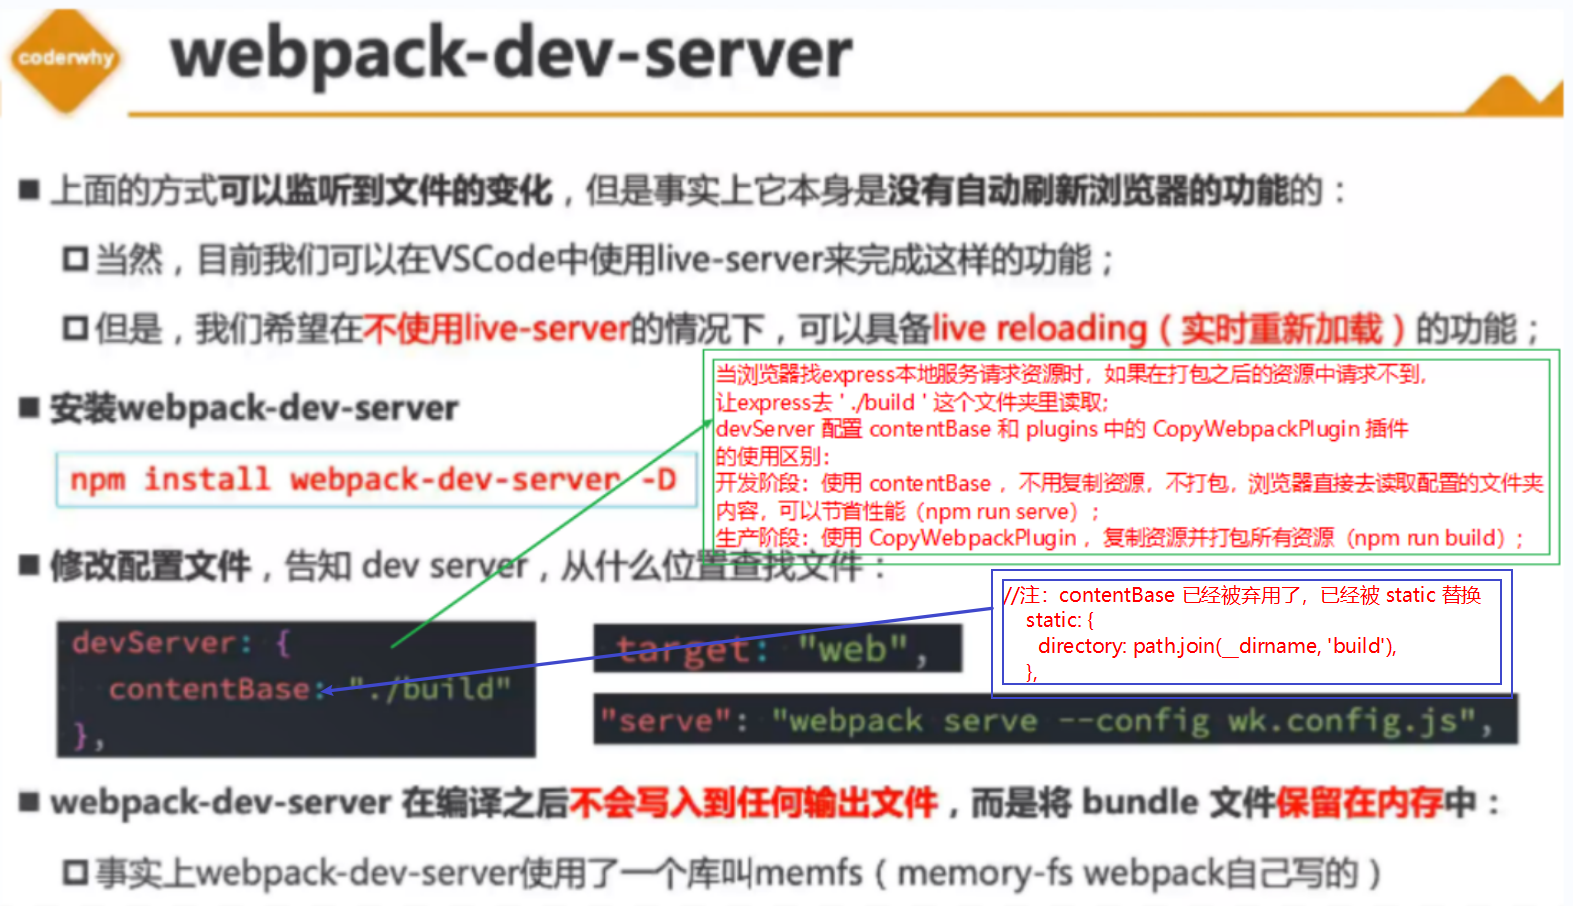 coderwhy
webpack-dev-server
■ 上面的方式可以监听到文件的变化，但是事实上它本身是没有自动刷新浏览器的功能的：
当然，目前我们可以在VSCode中使用live-server来完成这样的功能；
但是，我们希望在不使用live-server的情况下，可以具备live reloading（实时重新加载）的功能；
当浏览器找express本地服务请求资源时，如果在打包之后的资源中请求不到，
让express去 ' ./build ' 这个文件夹里读取;
devServer 配置 contentBase 和 plugins 中的 CopyWebpackPlugin 插件
的使用区别：
开发阶段：使用 contentBase ，不用复制资源，不打包，浏览器直接去读取配置的文件夹
内容，可以节省性能（npm run serve）;
生产阶段：使用 CopyWebpackPlugin ，复制资源并打包所有资源（npm run build）;
■ 安装webpack-dev-server
npm install webpack-dev-server -D
■ 修改配置文件，告知 dev server，从什么位置查找文件：
//注：contentBase 已经被弃用了，已经被 static 替换
static: {
directory: path.join(__dirname, 'build'),
},
devServer: {
contentBase: "./build"
},
target: "web",
"serve": "webpack serve --config wk.config.js",
■ webpack-dev-server 在编译之后不会写入到任何输出文件，而是将 bundle 文件保留在内存中：
事实上webpack-dev-server使用了一个库叫memfs（memory-fs webpack自己写的）